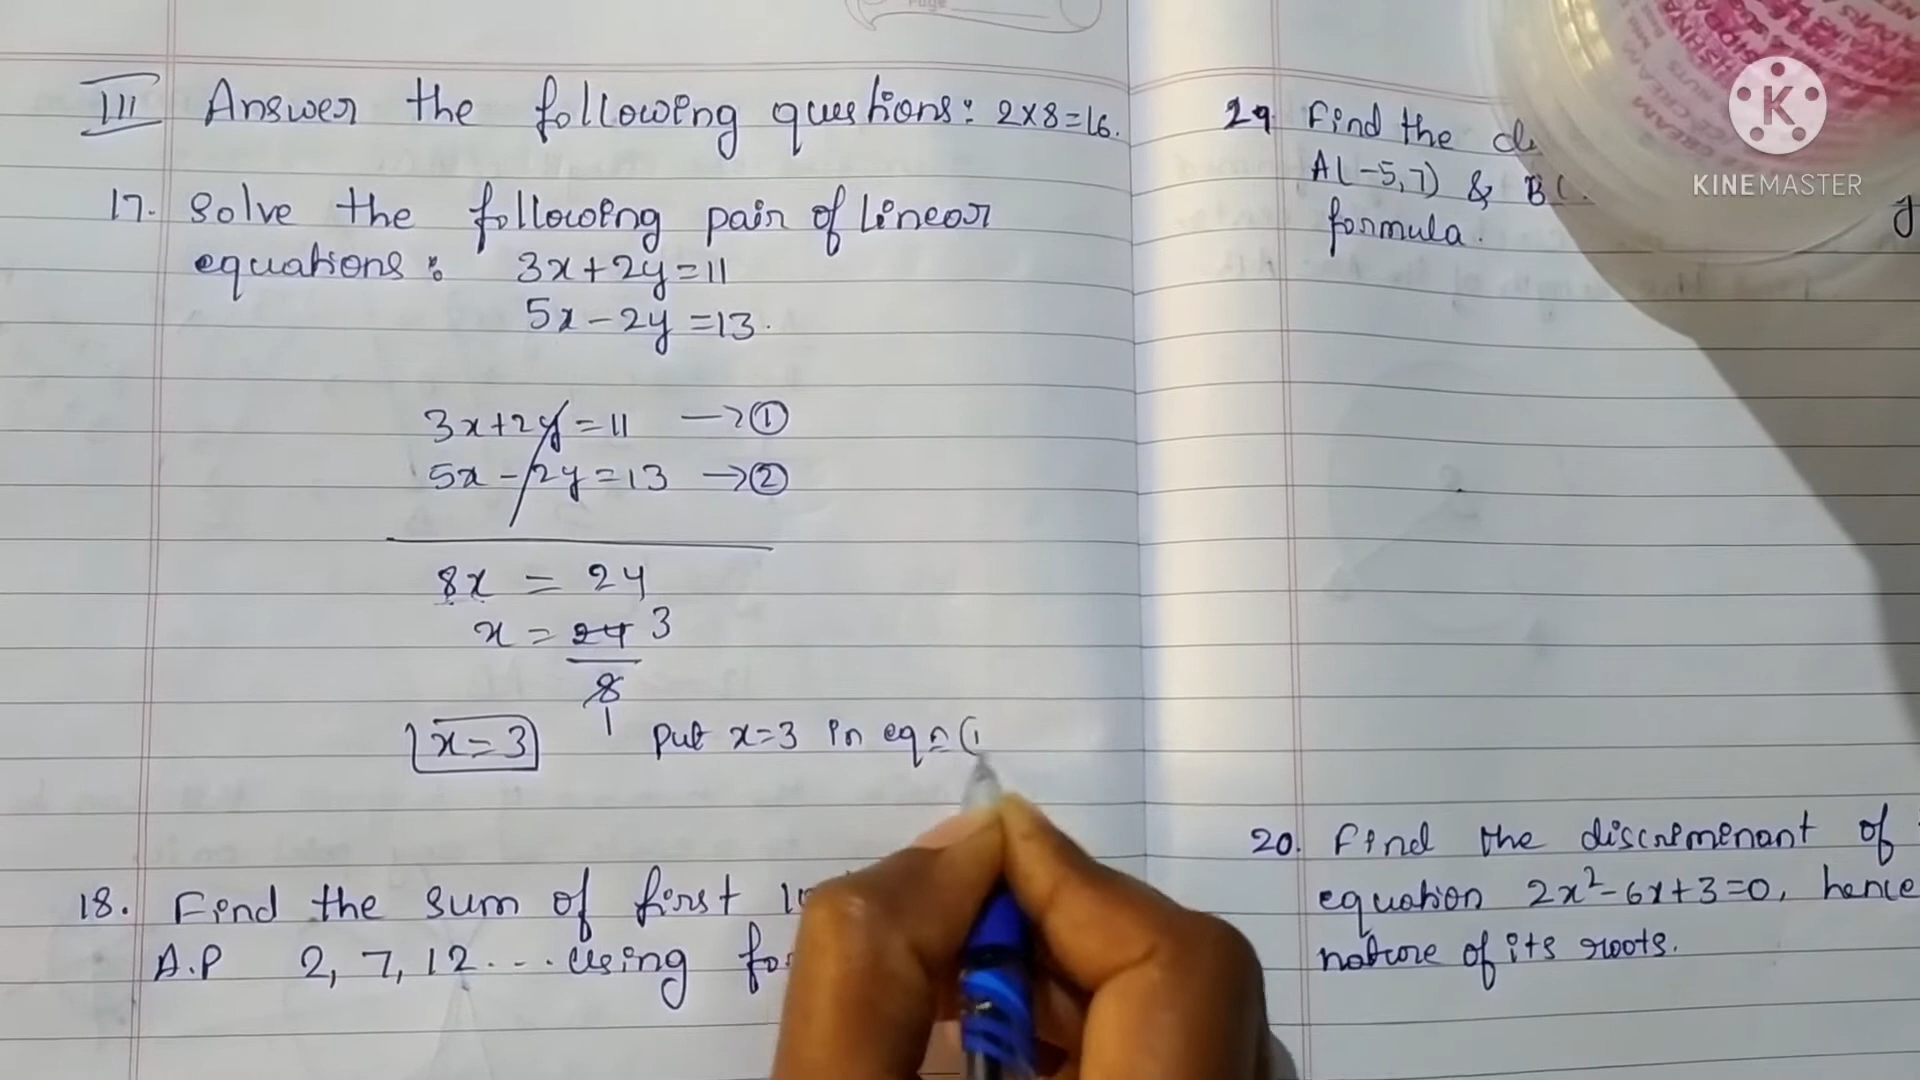 III Answer the following questions: 2x8=16.
17. Solve the following pair of Linear
equations: 3x+2y=11
5x-2y=13.
3x+2y=11 →①
5x-2y=13 →②
8x = 24
x = 24 3
8
1
x=3 put x=3 in eqn (1
18. Find the sum of first
A.P 2, 7, 12... using
29. Find the
A(-5,7) & B(
formula.
20. Find the discriminant of
equation 2x²-6x+3=0, hence
nature of its roots.
K
KINEMASTER